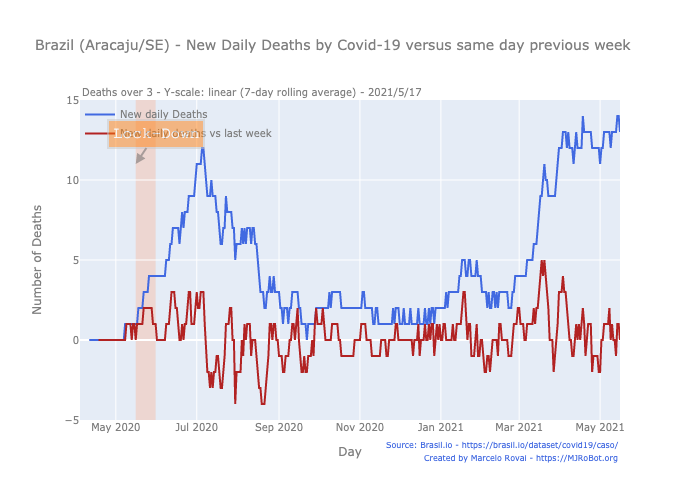 Brazil (Aracaju/SE) - New Daily Deaths by Covid-19 versus same day previous week
Deaths over 3 - Y-scale: linear (7-day rolling average) - 2021/5/17
15
New daily Deaths
New daily Deaths vs last week
Lock Down
10
5
0
−5
Number of Deaths
May 2020
Jul 2020
Sep 2020
Nov 2020
Jan 2021
Mar 2021
May 2021
Day
Source: Brasil.io - https://brasil.io/dataset/covid19/caso/
Created by Marcelo Rovai - https://MJRoBot.org